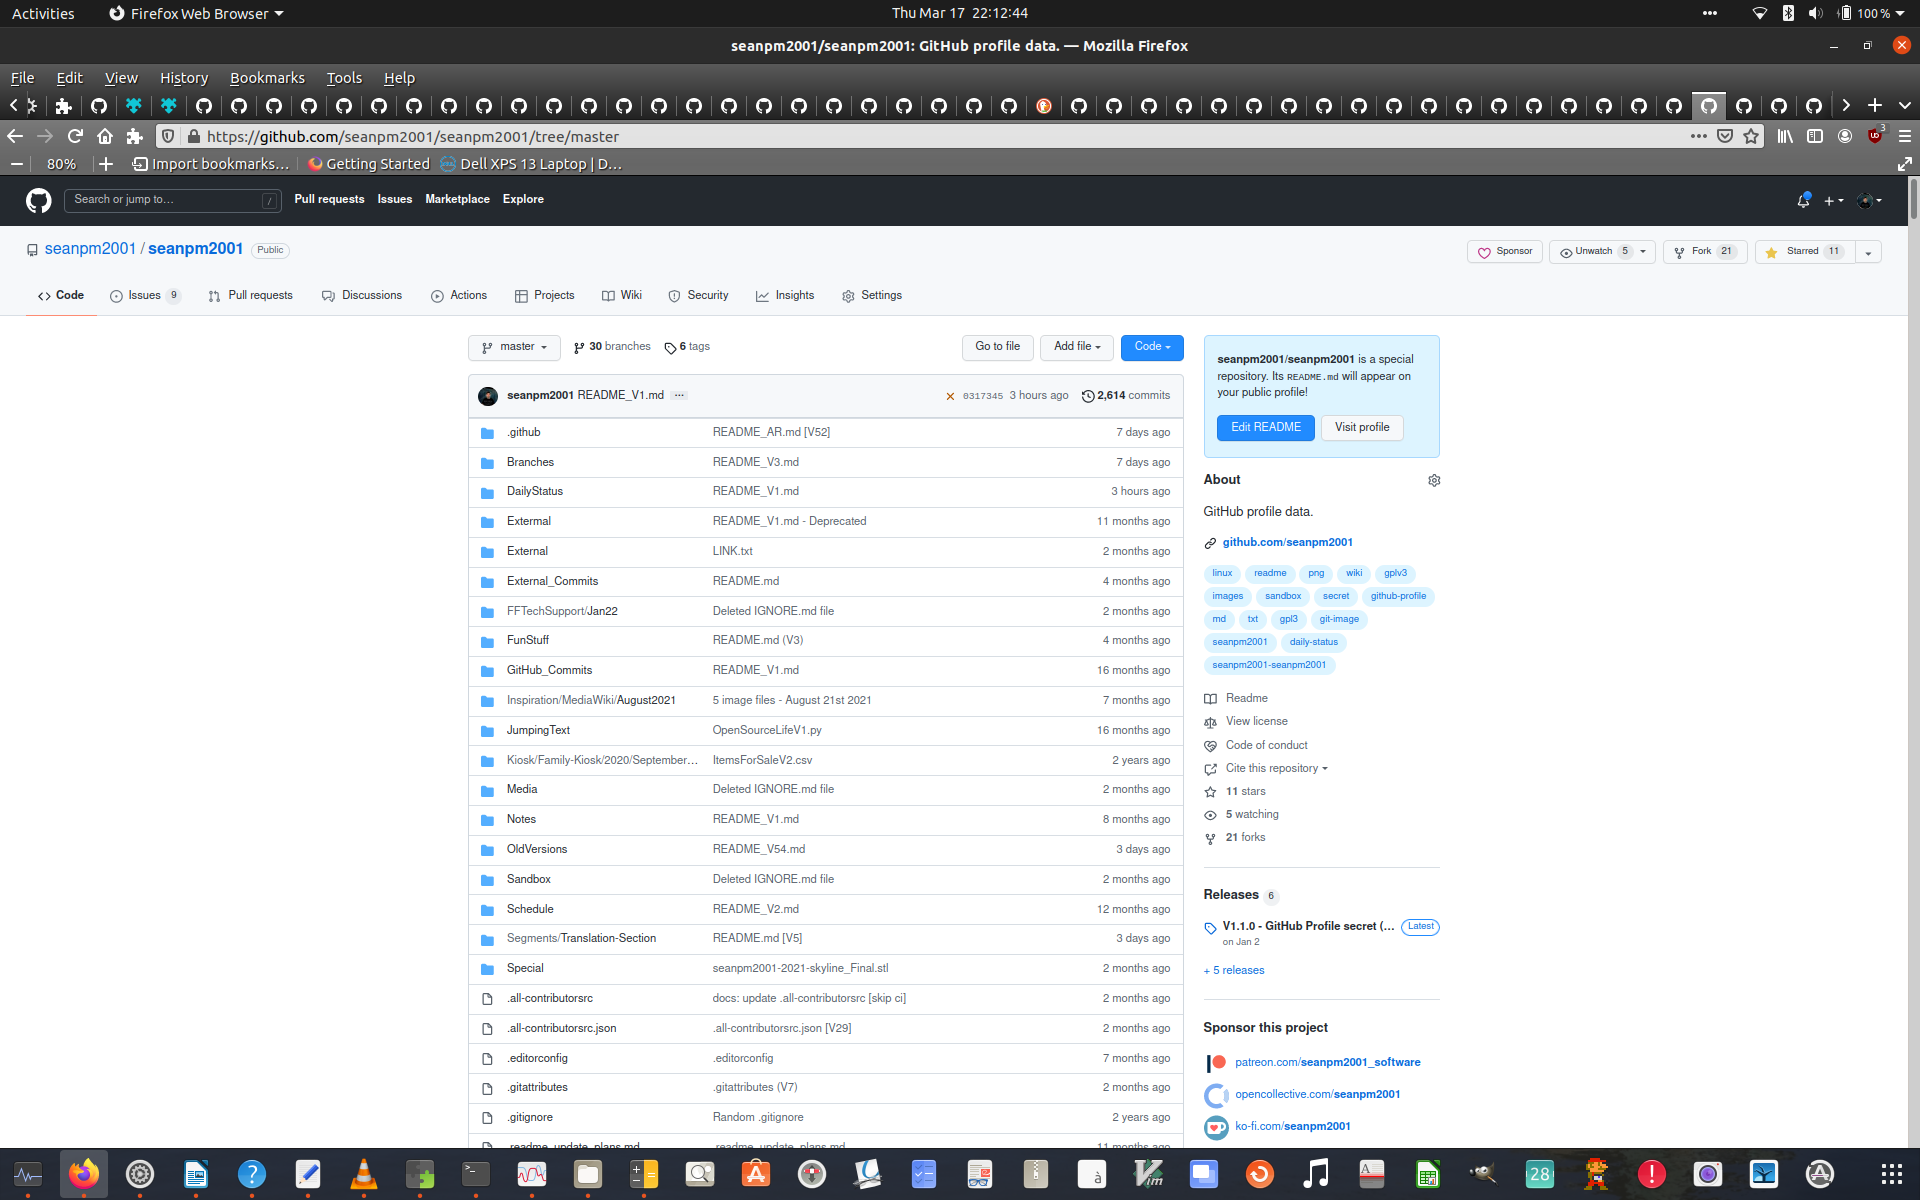 Activities Firefox Web Browser Thu Mar 17 22:12:44 100 %
seanpm2001/seanpm2001: GitHub profile data. — Mozilla Firefox
File Edit View History Bookmarks Tools Help
https://github.com/seanpm2001/seanpm2001/tree/master 3
80% Import bookmarks... Getting Started Dell XPS 13 Laptop | D...
Search or jump to... / Pull requests Issues Marketplace Explore
seanpm2001 / seanpm2001 Public Sponsor Unwatch 5 Fork 21 Starred 11
Code Issues 9 Pull requests Discussions Actions Projects Wiki Security Insights Settings
master 30 branches 6 tags Go to file Add file Code
seanpm2001 README_V1.md ... 0317345 3 hours ago 2,614 commits
.github README_AR.md [V52] 7 days ago
Branches README_V3.md 7 days ago
DailyStatus README_V1.md 3 hours ago
Extermal README_V1.md - Deprecated 11 months ago
External LINK.txt 2 months ago
External_Commits README.md 4 months ago
FFTechSupport/Jan22 Deleted IGNORE.md file 2 months ago
FunStuff README.md (V3) 4 months ago
GitHub_Commits README_V1.md 16 months ago
Inspiration/MediaWiki/August2021 5 image files - August 21st 2021 7 months ago
JumpingText OpenSourceLifeV1.py 16 months ago
Kiosk/Family-Kiosk/2020/September... ItemsForSaleV2.csv 2 years ago
Media Deleted IGNORE.md file 2 months ago
Notes README_V1.md 8 months ago
OldVersions README_V54.md 3 days ago
Sandbox Deleted IGNORE.md file 2 months ago
Schedule README_V2.md 12 months ago
Segments/Translation-Section README.md [V5] 3 days ago
Special seanpm2001-2021-skyline_Final.stl 2 months ago
.all-contributorsrc docs: update .all-contributorsrc [skip ci] 2 months ago
.all-contributorsrc.json .all-contributorsrc.json [V29] 2 months ago
.editorconfig .editorconfig 7 months ago
.gitattributes .gitattributes (V7) 2 months ago
.gitignore Random .gitignore 2 years ago
.readme_update_plans.md .readme_update_plans.md 11 months ago
seanpm2001/seanpm2001 is a special
repository. Its README.md will appear on
your public profile!
Edit README Visit profile
About
GitHub profile data.
github.com/seanpm2001
linux readme png wiki gplv3
images sandbox secret github-profile
md txt gpl3 git-image
seanpm2001 daily-status
seanpm2001-seanpm2001
Readme
View license
Code of conduct
Cite this repository
11 stars
5 watching
21 forks
Releases 6
V1.1.0 - GitHub Profile secret (... Latest
on Jan 2
+ 5 releases
Sponsor this project
patreon.com/seanpm2001_software
opencollective.com/seanpm2001
ko-fi.com/seanpm2001
28